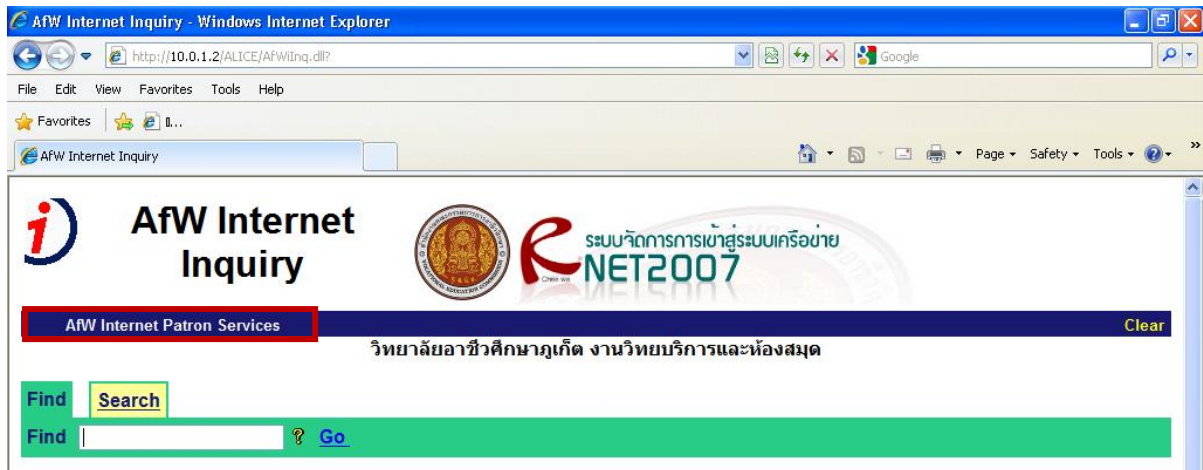 AfW Internet Inquiry - Windows Internet Explorer
http://10.0.1.2/ALICE/AfWiInq.dll?
Google
File Edit View Favorites Tools Help
Favorites
AfW Internet Inquiry
Page Safety Tools
AfW Internet
Inquiry
ระบบจัดการการเข้าสู่ระบบเครือข่าย
NET2007
AfW Internet Patron Services Clear
วิทยาลัยอาชีวศึกษาภูเก็ต งานวิทยบริการและห้องสมุด
Find Search
Find ? Go